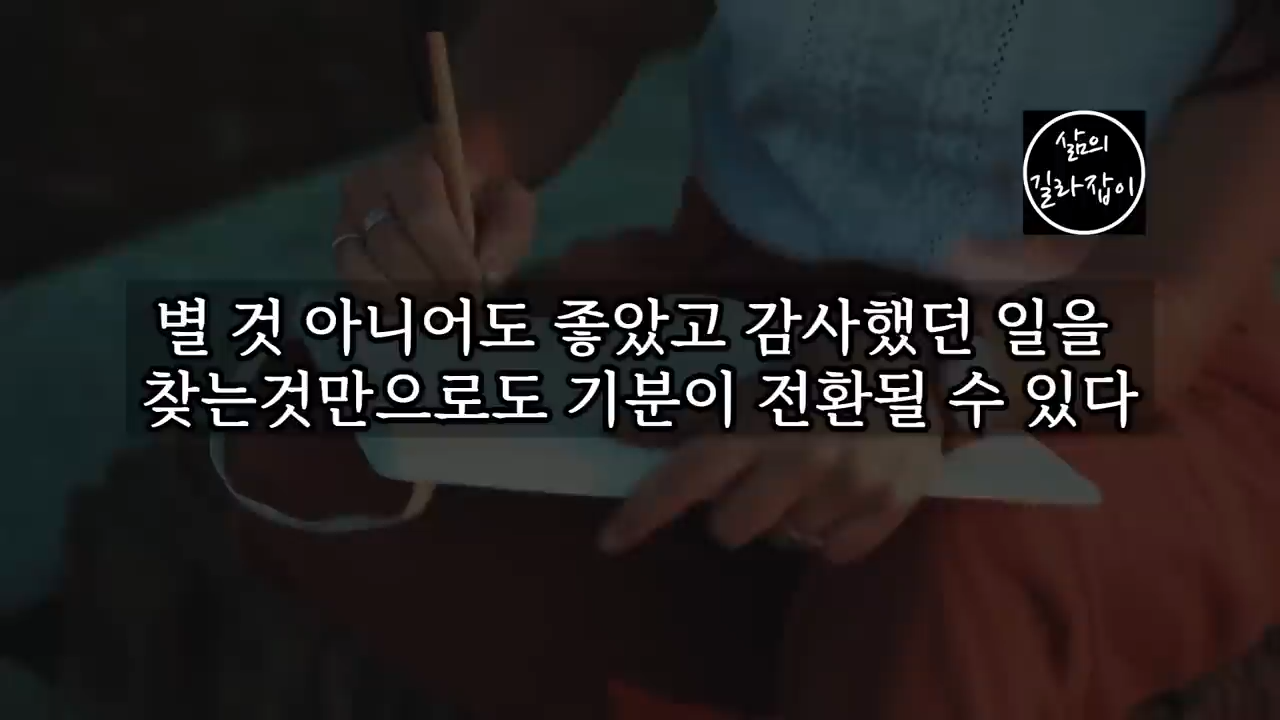 삶의
길라잡이
별 것 아니어도 좋았고 감사했던 일을
찾는것만으로도 기분이 전환될 수 있다